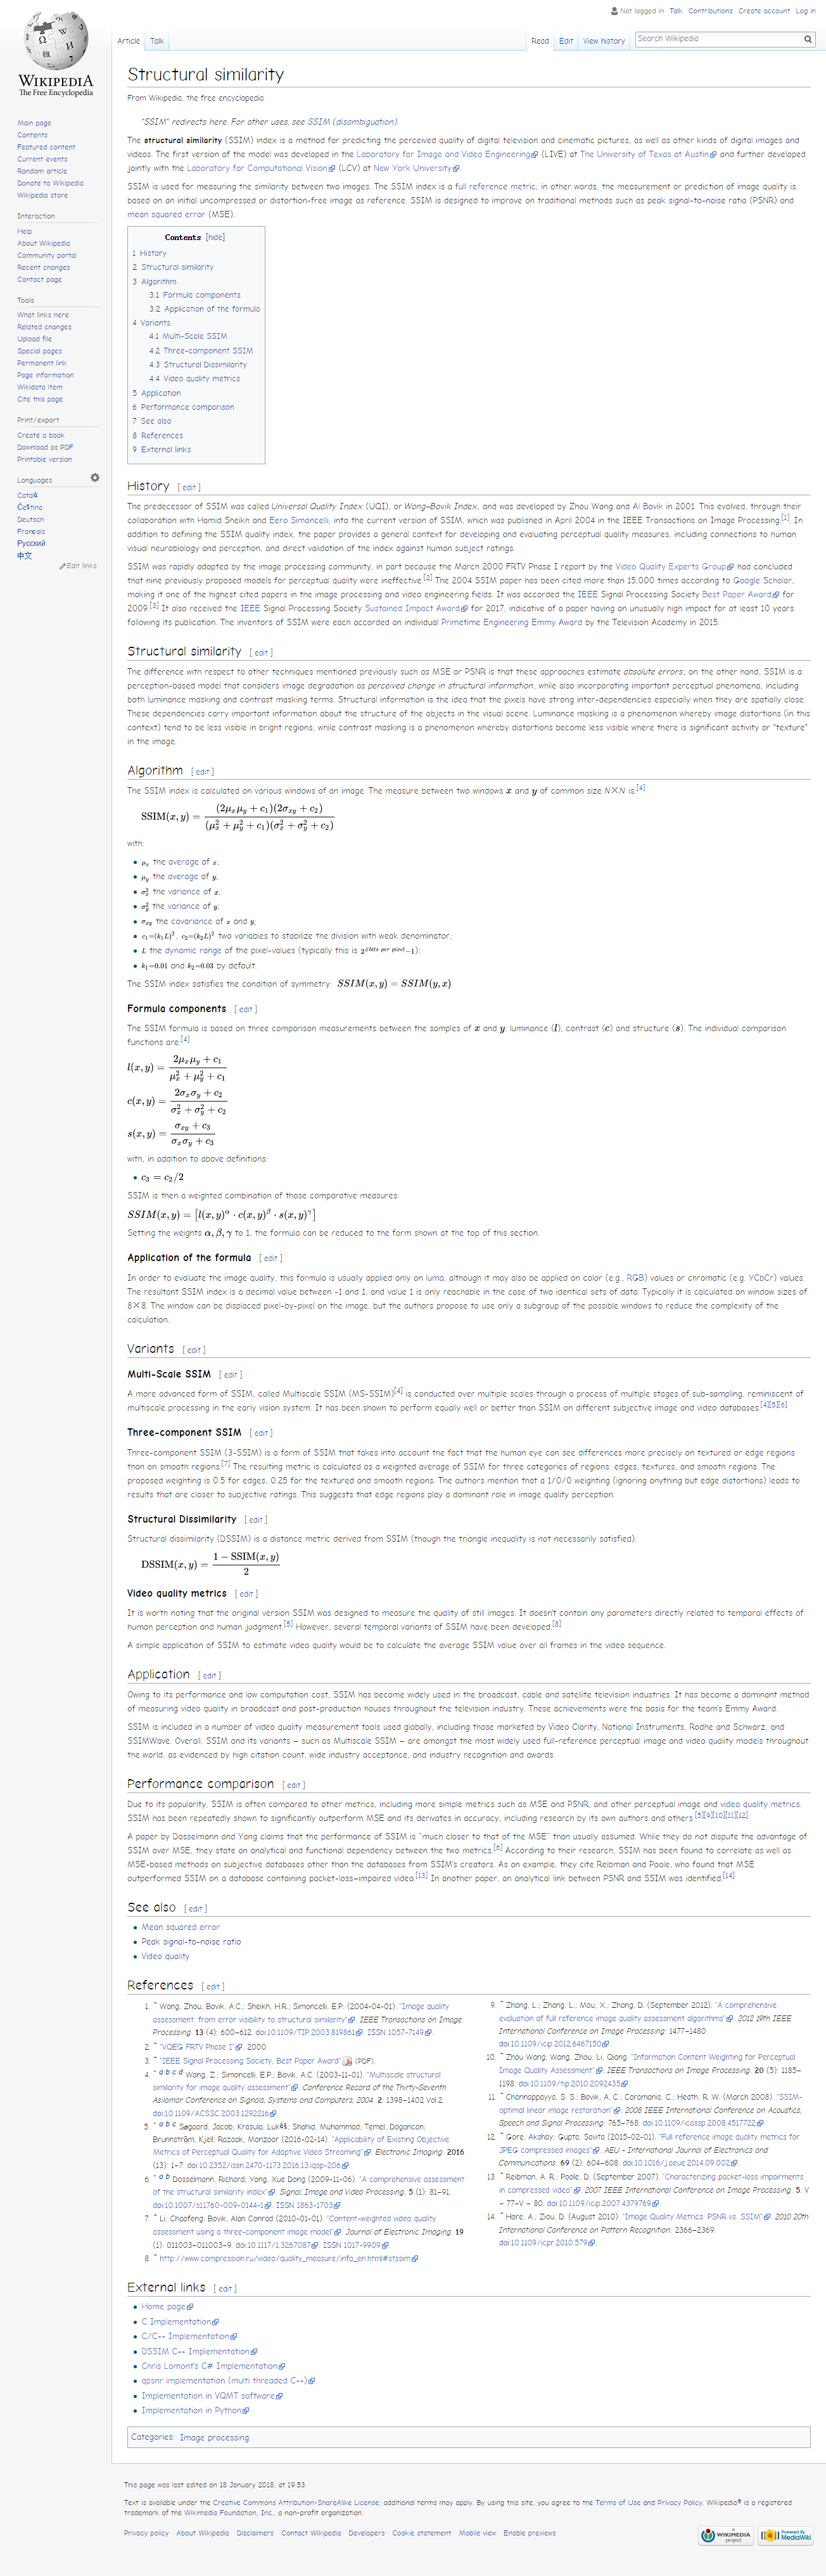 Not logged in Talk Contributions Create account Log in
Article Talk Read Edit View history Search Wikipedia
WIKIPEDIA
The Free Encyclopedia
Main page
Contents
Featured content
Current events
Random article
Donate to Wikipedia
Wikipedia store
Interaction
Help
About Wikipedia
Community portal
Recent changes
Contact page
Tools
What links here
Related changes
Upload file
Special pages
Permanent link
Page information
Wikidata item
Cite this page
Print/export
Create a book
Download as PDF
Printable version
Languages
Català
Čeština
Deutsch
Français
Русский
中文
Edit links
Structural similarity
From Wikipedia, the free encyclopedia
"SSIM" redirects here. For other uses, see SSIM (disambiguation).
The structural similarity (SSIM) index is a method for predicting the perceived quality of digital television and cinematic pictures, as well as other kinds of digital images and
videos. The first version of the model was developed in the Laboratory for Image and Video Engineering (LIVE) at The University of Texas at Austin and further developed
jointly with the Laboratory for Computational Vision (LCV) at New York University.
SSIM is used for measuring the similarity between two images. The SSIM index is a full reference metric; in other words, the measurement or prediction of image quality is
based on an initial uncompressed or distortion-free image as reference. SSIM is designed to improve on traditional methods such as peak signal-to-noise ratio (PSNR) and
mean squared error (MSE).
Contents [hide]
1 History
2 Structural similarity
3 Algorithm
3.1 Formula components
3.2 Application of the formula
4 Variants
4.1 Multi-Scale SSIM
4.2 Three-component SSIM
4.3 Structural Dissimilarity
4.4 Video quality metrics
5 Application
6 Performance comparison
7 See also
8 References
9 External links
History [ edit ]
The predecessor of SSIM was called Universal Quality Index (UQI), or Wang–Bovik Index, and was developed by Zhou Wang and Al Bovik in 2001. This evolved, through their
collaboration with Hamid Sheikh and Eero Simoncelli, into the current version of SSIM, which was published in April 2004 in the IEEE Transactions on Image Processing.[1]. In
addition to defining the SSIM quality index, the paper provides a general context for developing and evaluating perceptual quality measures, including connections to human
visual neurobiology and perception, and direct validation of the index against human subject ratings.
SSIM was rapidly adopted by the image processing community, in part because the March 2000 FRTV Phase I report by the Video Quality Experts Group had concluded
that nine previously proposed models for perceptual quality were ineffective.[2] The 2004 SSIM paper has been cited more than 15,000 times according to Google Scholar,
making it one of the highest cited papers in the image processing and video engineering fields. It was accorded the IEEE Signal Processing Society Best Paper Award for
2009.[3] It also received the IEEE Signal Processing Society Sustained Impact Award for 2017, indicative of a paper having an unusually high impact for at least 10 years
following its publication. The inventors of SSIM were each accorded an individual Primetime Engineering Emmy Award by the Television Academy in 2015.
Structural similarity [ edit ]
The difference with respect to other techniques mentioned previously such as MSE or PSNR is that these approaches estimate absolute errors; on the other hand, SSIM is a
perception-based model that considers image degradation as perceived change in structural information, while also incorporating important perceptual phenomena, including
both luminance masking and contrast masking terms. Structural information is the idea that the pixels have strong inter-dependencies especially when they are spatially close.
These dependencies carry important information about the structure of the objects in the visual scene. Luminance masking is a phenomenon whereby image distortions (in this
context) tend to be less visible in bright regions, while contrast masking is a phenomenon whereby distortions become less visible where there is significant activity or "texture"
in the image.
Algorithm [ edit ]
The SSIM index is calculated on various windows of an image. The measure between two windows x and y of common size N×N is:[4]
SSIM(x, y) = (2μxμy + c1)(2σxy + c2) / (μx² + μy² + c1)(σx² + σy² + c2)
with:
• μx the average of x;
• μy the average of y;
• σx² the variance of x;
• σy² the variance of y;
• σxy the covariance of x and y;
• c1=(k1L)², c2=(k2L)² two variables to stabilize the division with weak denominator;
• L the dynamic range of the pixel-values (typically this is 2^#bits per pixel−1);
• k1=0.01 and k2=0.03 by default.
The SSIM index satisfies the condition of symmetry: SSIM(x, y) = SSIM(y, x)
Formula components [ edit ]
The SSIM formula is based on three comparison measurements between the samples of x and y: luminance (l), contrast (c) and structure (s). The individual comparison
functions are:[4]
l(x, y) = 2μxμy + c1 / μx² + μy² + c1
c(x, y) = 2σxσy + c2 / σx² + σy² + c2
s(x, y) = σxy + c3 / σxσy + c3
with, in addition to above definitions:
• c3 = c2/2
SSIM is then a weighted combination of those comparative measures:
SSIM(x, y) = [l(x, y)^α · c(x, y)^β · s(x, y)^γ]
Setting the weights α, β, γ to 1, the formula can be reduced to the form shown at the top of this section.
Application of the formula [ edit ]
In order to evaluate the image quality, this formula is usually applied only on luma, although it may also be applied on color (e.g., RGB) values or chromatic (e.g. YCbCr) values.
The resultant SSIM index is a decimal value between -1 and 1, and value 1 is only reachable in the case of two identical sets of data. Typically it is calculated on window sizes of
8×8. The window can be displaced pixel-by-pixel on the image, but the authors propose to use only a subgroup of the possible windows to reduce the complexity of the
calculation.
Variants [ edit ]
Multi-Scale SSIM [ edit ]
A more advanced form of SSIM, called Multiscale SSIM (MS-SSIM)[4] is conducted over multiple scales through a process of multiple stages of sub-sampling, reminiscent of
multiscale processing in the early vision system. It has been shown to perform equally well or better than SSIM on different subjective image and video databases.[4][5][6]
Three-component SSIM [ edit ]
Three-component SSIM (3-SSIM) is a form of SSIM that takes into account the fact that the human eye can see differences more precisely on textured or edge regions
than on smooth regions.[7] The resulting metric is calculated as a weighted average of SSIM for three categories of regions: edges, textures, and smooth regions. The
proposed weighting is 0.5 for edges, 0.25 for the textured and smooth regions. The authors mention that a 1/0/0 weighting (ignoring anything but edge distortions) leads to
results that are closer to subjective ratings. This suggests that edge regions play a dominant role in image quality perception.
Structural Dissimilarity [ edit ]
Structural dissimilarity (DSSIM) is a distance metric derived from SSIM (though the triangle inequality is not necessarily satisfied).
DSSIM(x, y) = 1 − SSIM(x, y) / 2
Video quality metrics [ edit ]
It is worth noting that the original version SSIM was designed to measure the quality of still images. It doesn't contain any parameters directly related to temporal effects of
human perception and human judgment.[5] However, several temporal variants of SSIM have been developed.[8]
A simple application of SSIM to estimate video quality would be to calculate the average SSIM value over all frames in the video sequence.
Application [ edit ]
Owing to its performance and low computation cost, SSIM has become widely used in the broadcast, cable and satellite television industries. It has become a dominant method
of measuring video quality in broadcast and post-production houses throughout the television industry. These achievements were the basis for the team's Emmy Award.
SSIM is included in a number of video quality measurement tools used globally, including those marketed by Video Clarity, National Instruments, Rodhe and Schwarz, and
SSIMWave. Overall, SSIM and its variants – such as Multiscale SSIM – are amongst the most widely used full-reference perceptual image and video quality models throughout
the world, as evidenced by high citation count, wide industry acceptance, and industry recognition and awards.
Performance comparison [ edit ]
Due to its popularity, SSIM is often compared to other metrics, including more simple metrics such as MSE and PSNR, and other perceptual image and video quality metrics.
SSIM has been repeatedly shown to significantly outperform MSE and its derivates in accuracy, including research by its own authors and others.[5][9][10][11][12]
A paper by Dosselmann and Yang claims that the performance of SSIM is "much closer to that of the MSE" than usually assumed. While they do not dispute the advantage of
SSIM over MSE, they state an analytical and functional dependency between the two metrics.[6] According to their research, SSIM has been found to correlate as well as
MSE-based methods on subjective databases other than the databases from SSIM's creators. As an example, they cite Reibman and Poole, who found that MSE
outperformed SSIM on a database containing packet-loss–impaired video.[13] In another paper, an analytical link between PSNR and SSIM was identified.[14]
See also [ edit ]
• Mean squared error
• Peak signal-to-noise ratio
• Video quality
References [ edit ]
1. ^ Wang, Zhou; Bovik, A.C.; Sheikh, H.R.; Simoncelli, E.P. (2004-04-01). "Image quality
assessment: from error visibility to structural similarity". IEEE Transactions on Image
Processing. 13 (4): 600–612. doi:10.1109/TIP.2003.819861. ISSN 1057-7149.
2. ^ "VQEG FRTV Phase I". 2000.
3. ^ "IEEE Signal Processing Society, Best Paper Award" (PDF).
4. ^ a b c d Wang, Z.; Simoncelli, E.P.; Bovik, A.C. (2003-11-01). "Multiscale structural
similarity for image quality assessment". Conference Record of the Thirty-Seventh
Asilomar Conference on Signals, Systems and Computers, 2004. 2: 1398–1402 Vol.2.
doi:10.1109/ACSSC.2003.1292216.
5. ^ a b c Søgaard, Jacob; Krasula, Lukáš; Shahid, Muhammad; Temel, Dogancan;
Brunnström, Kjell; Razaak, Manzoor (2016-02-14). "Applicability of Existing Objective
Metrics of Perceptual Quality for Adaptive Video Streaming". Electronic Imaging. 2016
(13): 1–7. doi:10.2352/issn.2470-1173.2016.13.iqsp-206.
6. ^ a b Dosselmann, Richard; Yang, Xue Dong (2009-11-06). "A comprehensive assessment
of the structural similarity index". Signal, Image and Video Processing. 5 (1): 81–91.
doi:10.1007/s11760-009-0144-1. ISSN 1863-1703.
7. ^ Li, Chaofeng; Bovik, Alan Conrad (2010-01-01). "Content-weighted video quality
assessment using a three-component image model". Journal of Electronic Imaging. 19
(1): 011003–011003–9. doi:10.1117/1.3267087. ISSN 1017-9909.
8. ^ http://www.compression.ru/video/quality_measure/info_en.html#stssim
9. ^ Zhang, L.; Zhang, L.; Mou, X.; Zhang, D. (September 2012). "A comprehensive
evaluation of full reference image quality assessment algorithms". 2012 19th IEEE
International Conference on Image Processing: 1477–1480.
doi:10.1109/icip.2012.6467150.
10. ^ Zhou Wang; Wang, Zhou; Li, Qiang. "Information Content Weighting for Perceptual
Image Quality Assessment". IEEE Transactions on Image Processing. 20 (5): 1185–
1198. doi:10.1109/tip.2010.2092435.
11. ^ Channappayya, S. S.; Bovik, A. C.; Caramanis, C.; Heath, R. W. (March 2008). "SSIM-
optimal linear image restoration". 2008 IEEE International Conference on Acoustics,
Speech and Signal Processing: 765–768. doi:10.1109/icassp.2008.4517722.
12. ^ Gore, Akshay; Gupta, Savita (2015-02-01). "Full reference image quality metrics for
JPEG compressed images". AEU - International Journal of Electronics and
Communications. 69 (2): 604–608. doi:10.1016/j.aeue.2014.09.002.
13. ^ Reibman, A. R.; Poole, D. (September 2007). "Characterizing packet-loss impairments
in compressed video". 2007 IEEE International Conference on Image Processing. 5: V
– 77–V – 80. doi:10.1109/icip.2007.4379769.
14. ^ Hore, A.; Ziou, D. (August 2010). "Image Quality Metrics: PSNR vs. SSIM". 2010 20th
International Conference on Pattern Recognition: 2366–2369.
doi:10.1109/icpr.2010.579.
External links [ edit ]
• Home page
• C Implementation
• C/C++ Implementation
• DSSIM C++ Implementation
• Chris Lomont's C# Implementation
• qpsnr implementation (multi threaded C++)
• Implementation in VQMT software
• Implementation in Python
Categories: Image processing
This page was last edited on 18 January 2018, at 19:53.
Text is available under the Creative Commons Attribution-ShareAlike License; additional terms may apply. By using this site, you agree to the Terms of Use and Privacy Policy. Wikipedia® is a registered
trademark of the Wikimedia Foundation, Inc., a non-profit organization.
Privacy policy About Wikipedia Disclaimers Contact Wikipedia Developers Cookie statement Mobile view Enable previews
A WIKIMEDIA project
Powered By MediaWiki